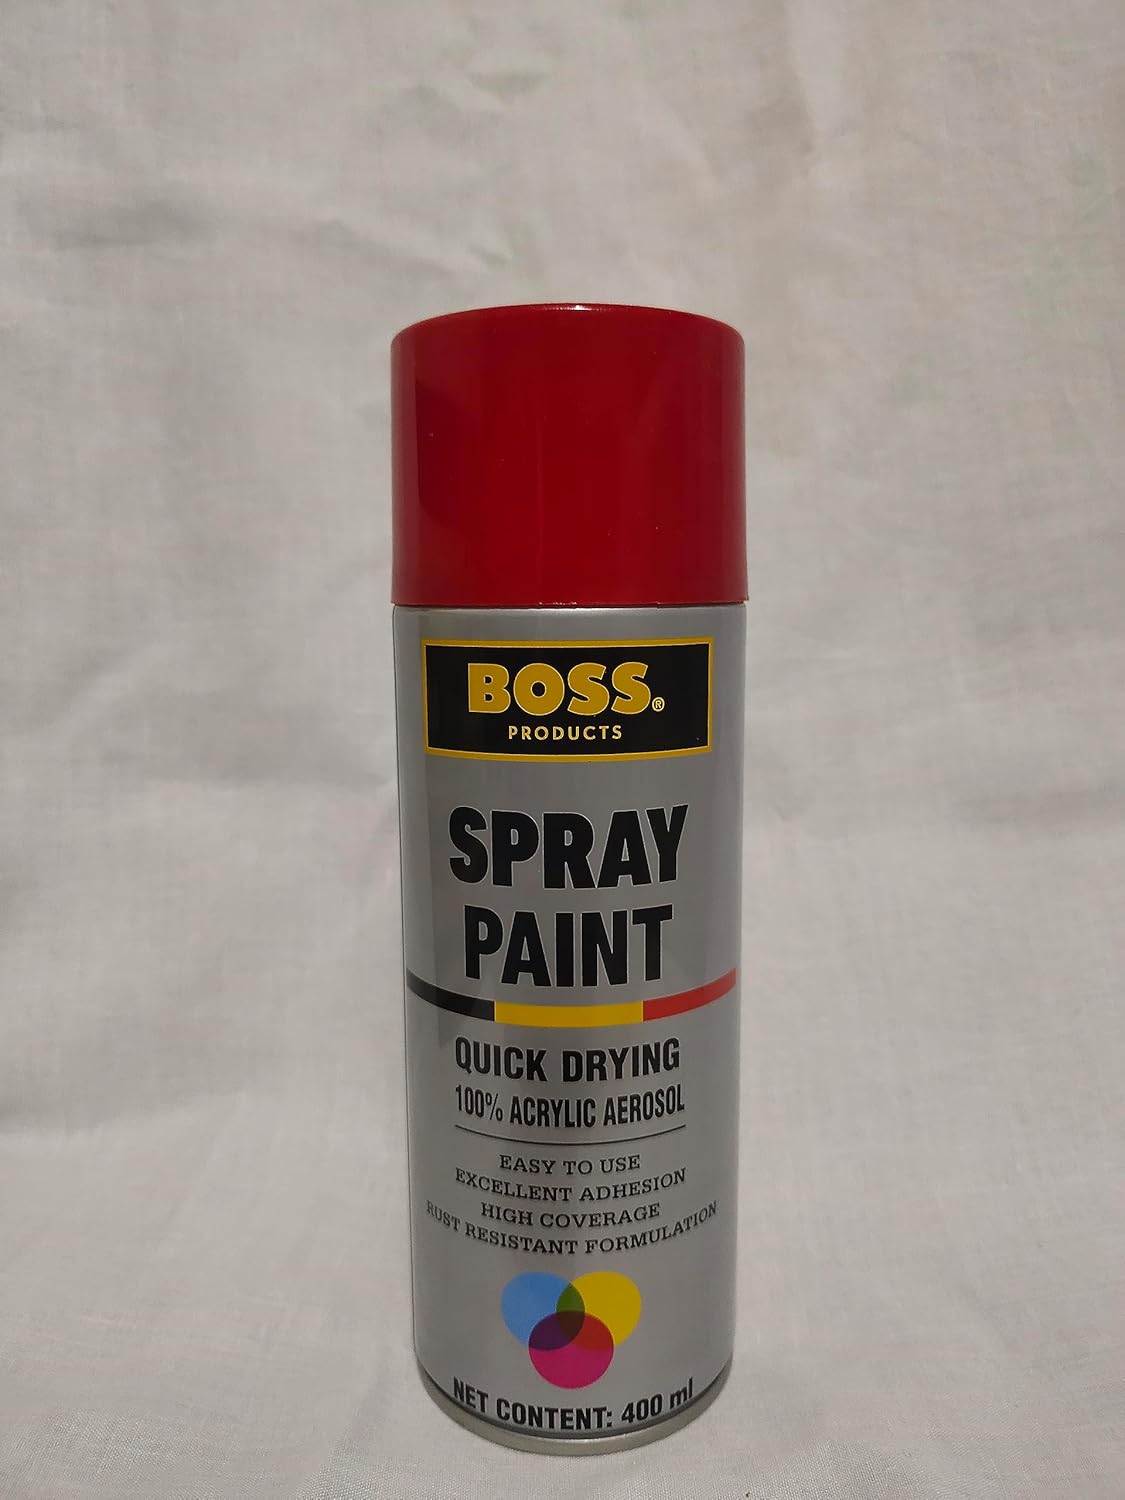 BOSS®
PRODUCTS
SPRAY
PAINT
QUICK DRYING
100% ACRYLIC AEROSOL
EASY TO USE
EXCELLENT ADHESION
HIGH COVERAGE
RUST RESISTANT FORMULATION
NET CONTENT: 400 ml